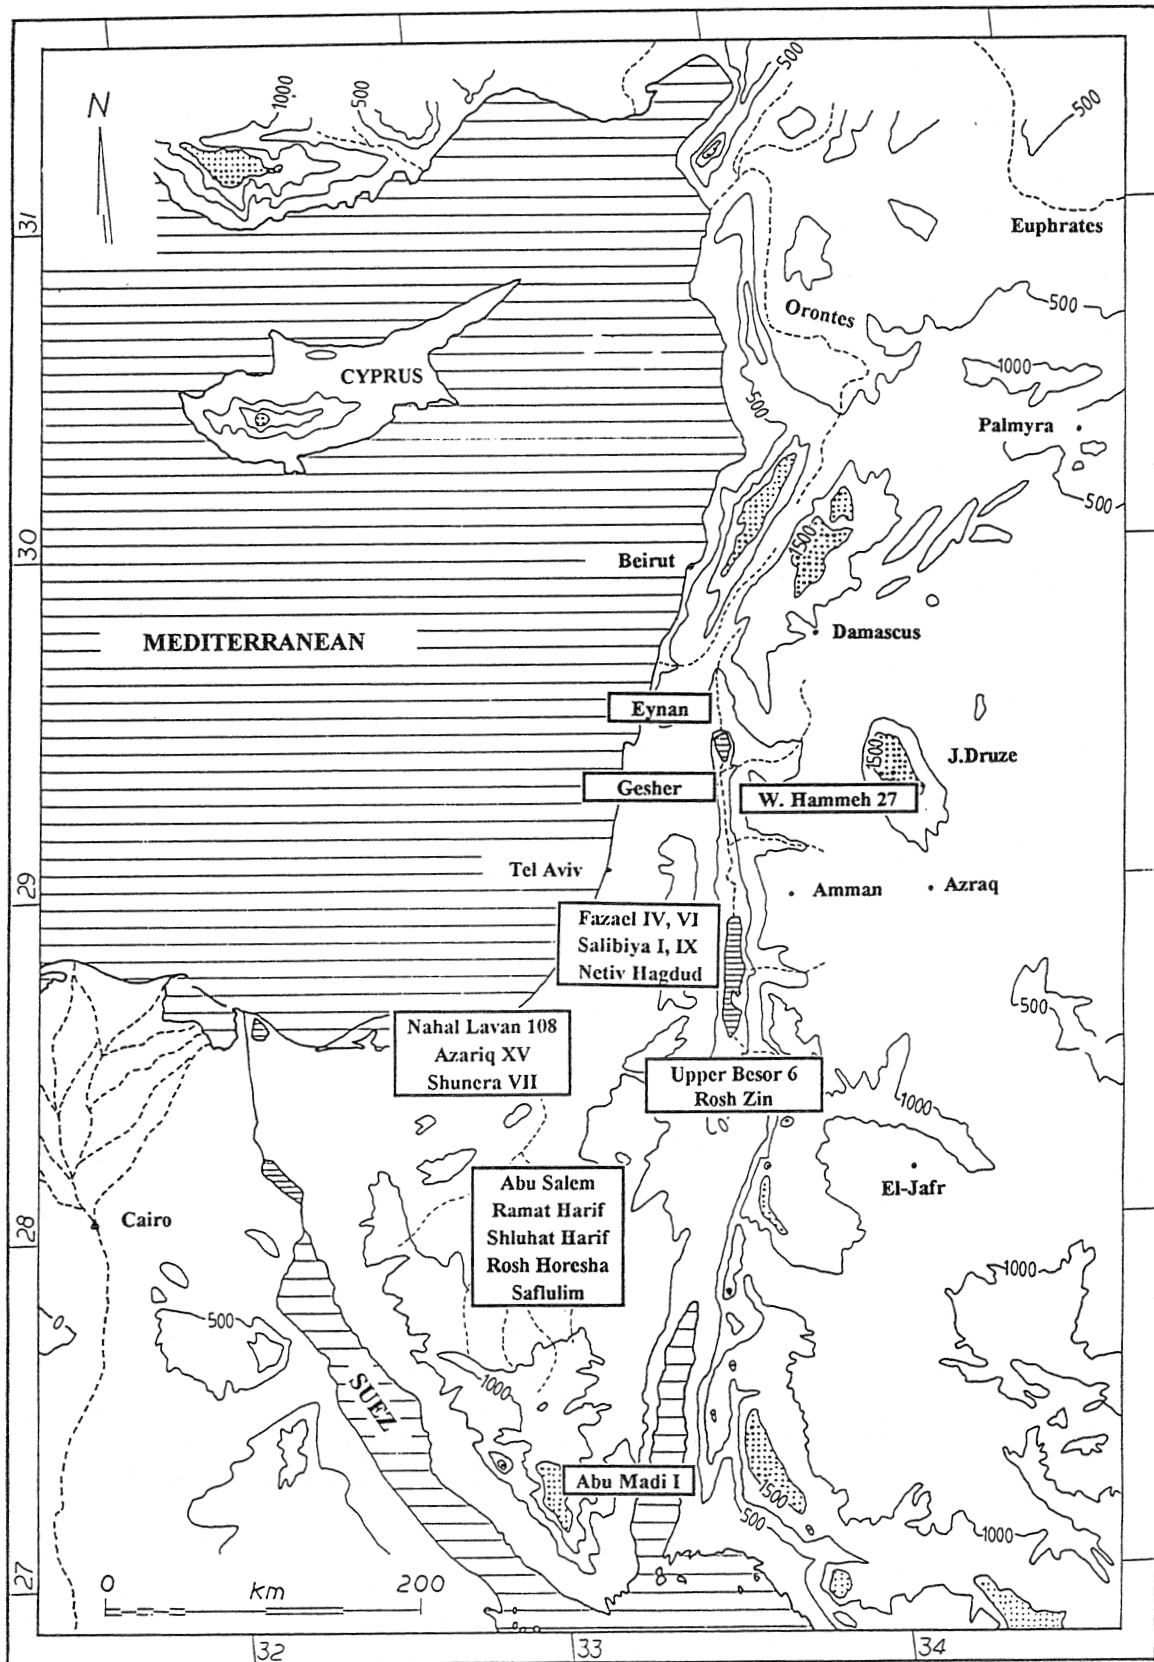 1000
500
500
500
N
31
Euphrates
Orontes
500
CYPRUS
1000
500
Palmyra
500
1500
30
Beirut
MEDITERRANEAN
Damascus
Eynan
1500
J.Druze
Gesher
W. Hammeh 27
Tel Aviv
29
Amman
Azraq
Fazael IV, VI
Salibiya I, IX
Netiv Hagdud
500
Nahal Lavan 108
Azariq XV
Shunera VII
Upper Besor 6
Rosh Zin
1000
Abu Salem
Ramat Harif
Shluhat Harif
Rosh Horesha
Saflulim
El-Jafr
Cairo
28
1000
500
1000
SUEZ
Abu Madi I
1500
500
1000
27
0 km 200
32
33
34